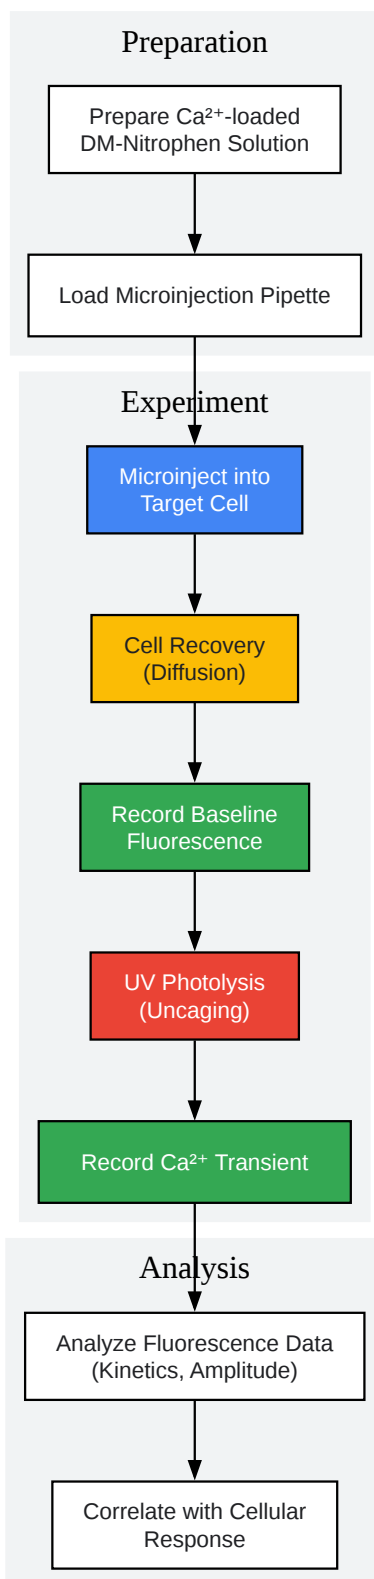 Preparation
Prepare Ca²⁺-loaded
DM-Nitrophen Solution
Load Microinjection Pipette
Experiment
Microinject into
Target Cell
Cell Recovery
(Diffusion)
Record Baseline
Fluorescence
UV Photolysis
(Uncaging)
Record Ca²⁺ Transient
Analysis
Analyze Fluorescence Data
(Kinetics, Amplitude)
Correlate with Cellular
Response